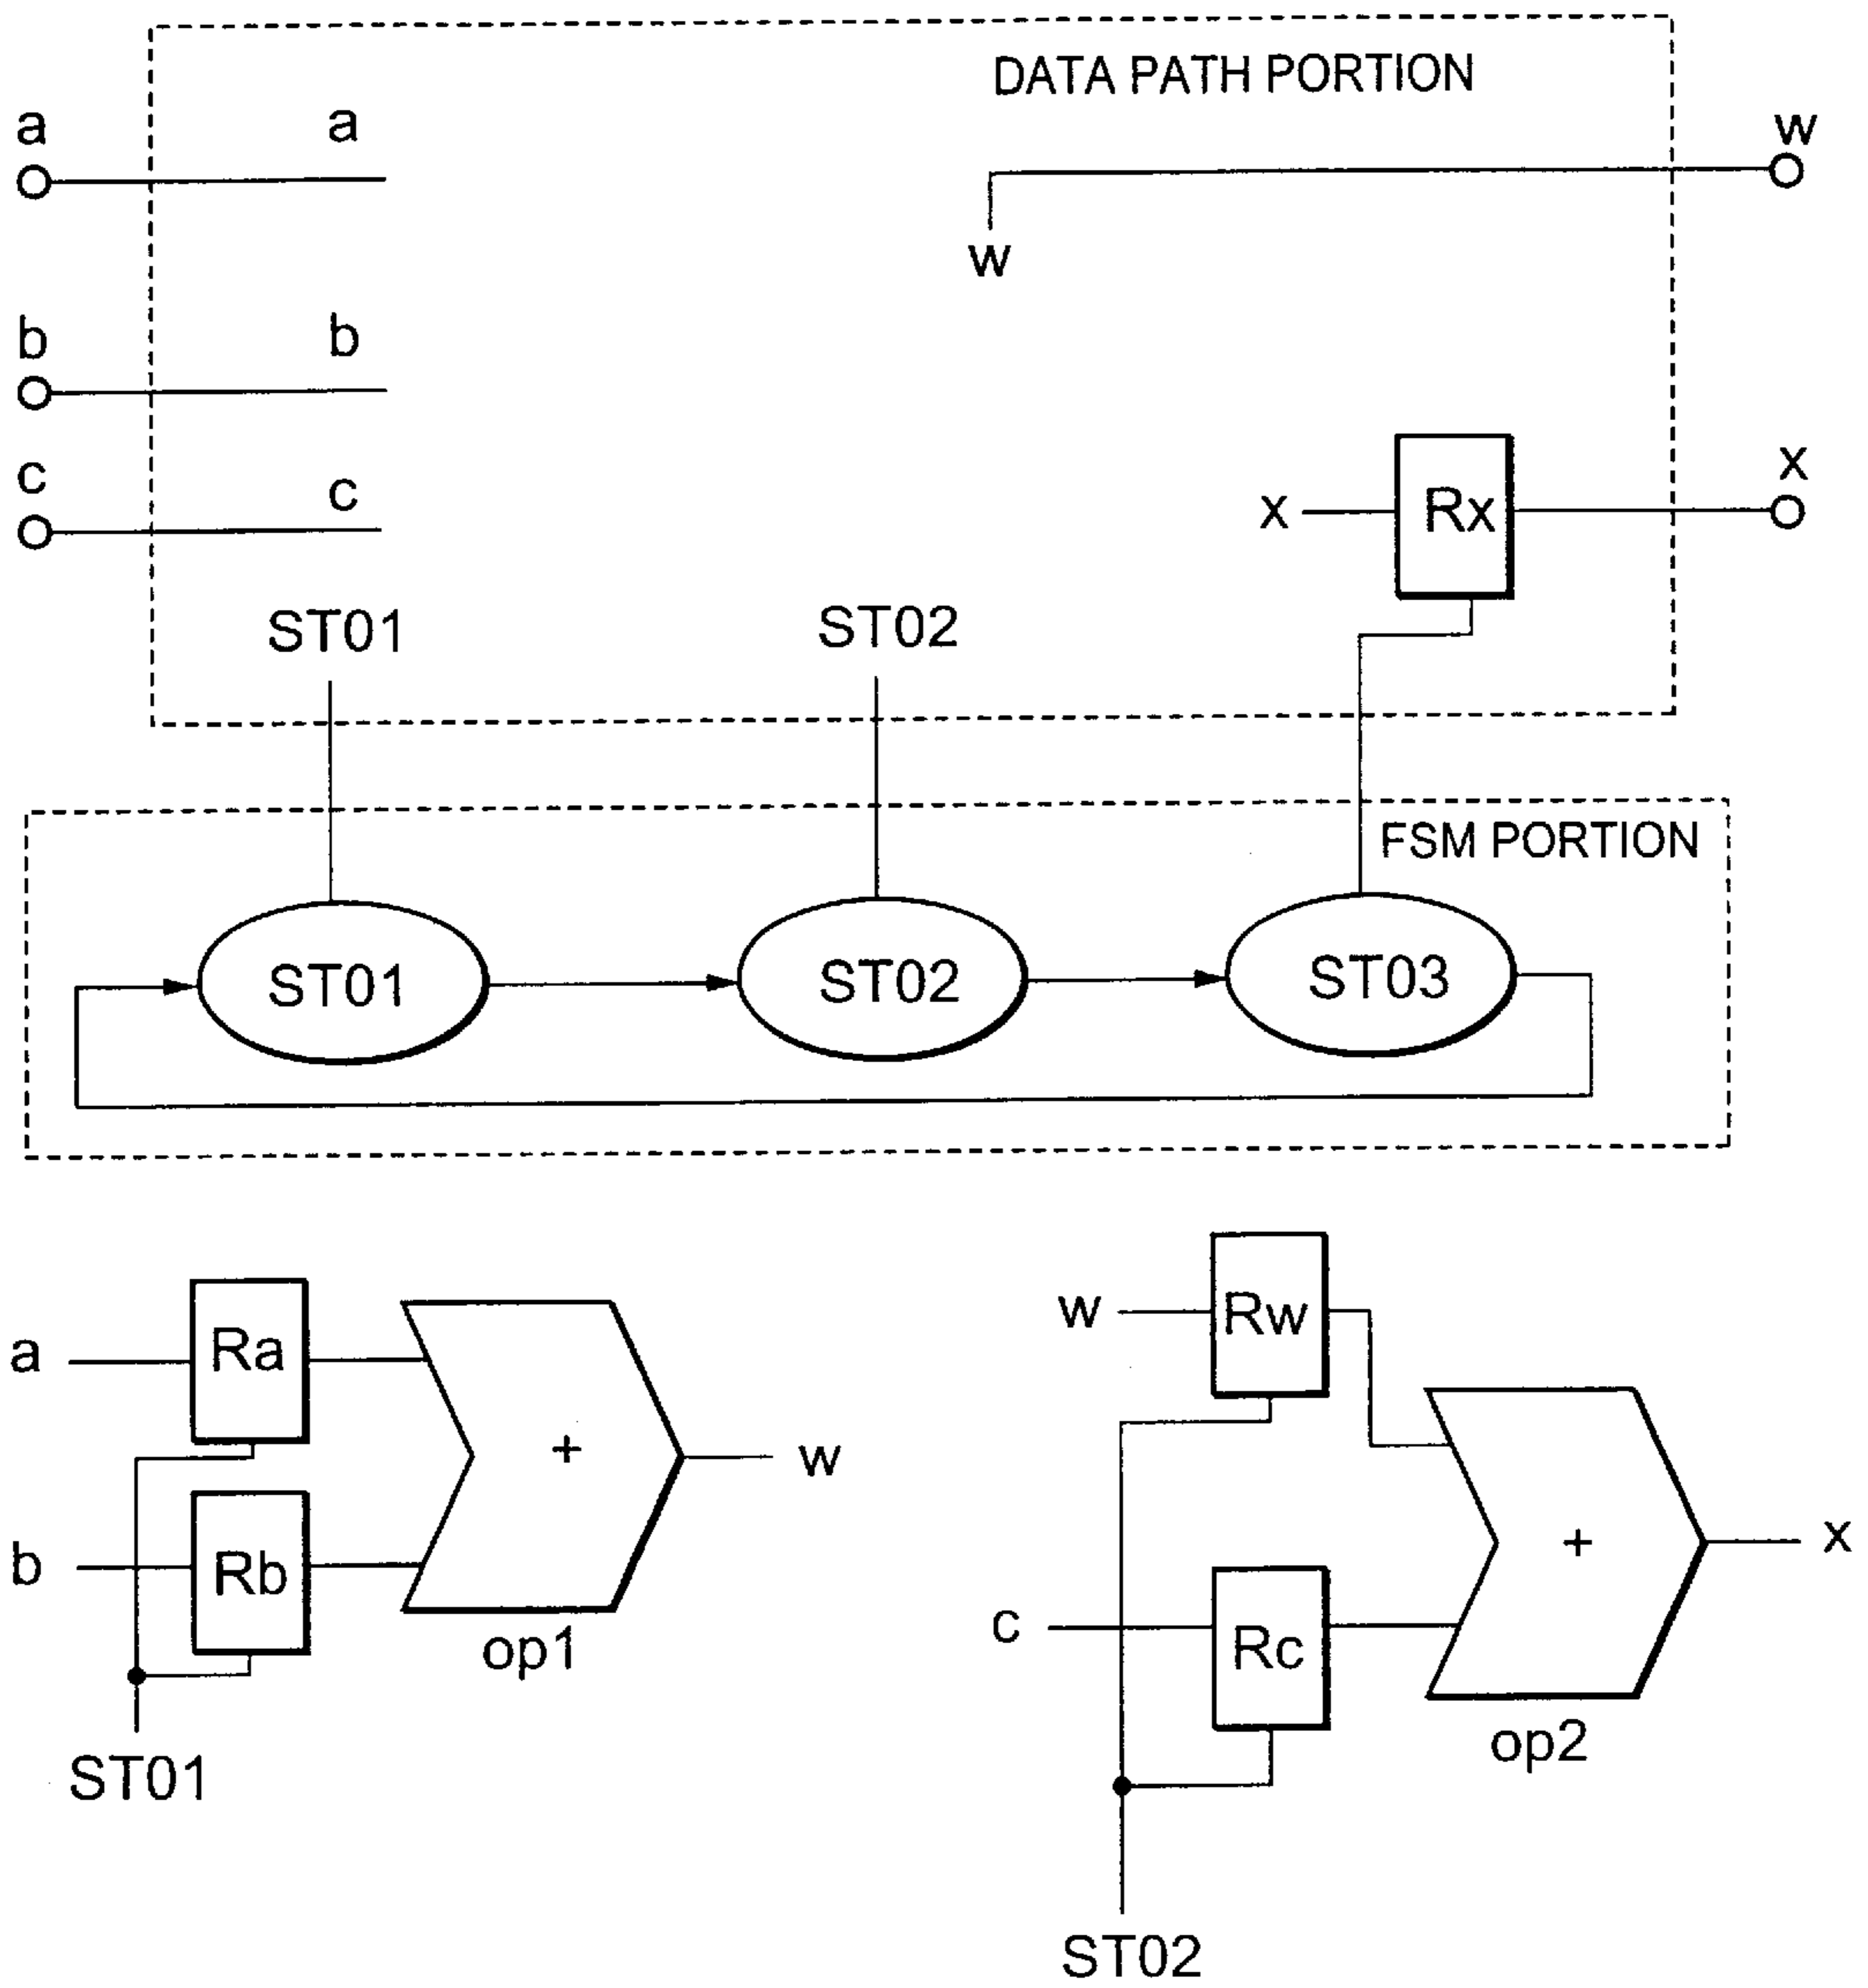 DATA PATH PORTION
a a w
w
b b
c c x Rx x
ST01 ST02
FSM PORTION
ST01 ST02 ST03
a Ra + w
b Rb
op1
ST01
w Rw + x
c Rc
op2
ST02